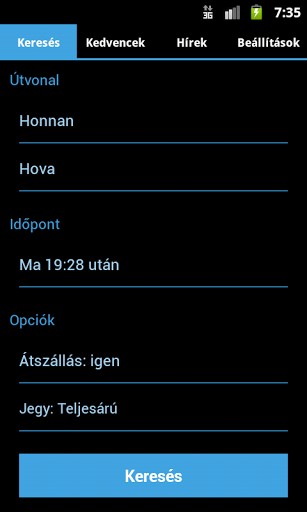 3G 7:35
Keresés Kedvencek Hírek Beállítások
Útvonal
Honnan
Hova
Időpont
Ma 19:28 után
Opciók
Átszállás: igen
Jegy: Teljesárú
Keresés